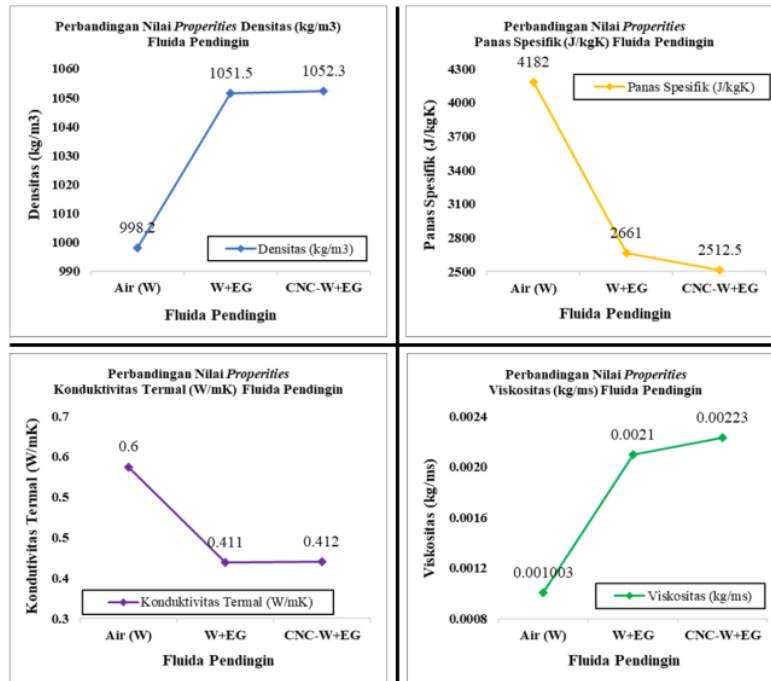 Perbandingan Nilai Properities Densitas (kg/m3)
Fluida Pendingin
1060
1050
1040
1030
1020
1010
1000
990
Densitas (kg/m3)
998.2
1051.5
1052.3
Densitas (kg/m3)
Air (W)
W+EG
CNC-W+EG
Fluida Pendingin
Perbandingan Nilai Properities
Panas Spesifik (J/kgK) Fluida Pendingin
4300
4000
3700
3400
3100
2800
2500
Panas Spesifik (J/kgK)
4182
2661
2512.5
Panas Spesifik (J/kgK)
Air (W)
W+EG
CNC-W+EG
Fluida Pendingin
Perbandingan Nilai Properities
Konduktivitas Termal (W/mK) Fluida Pendingin
0.7
0.6
0.5
0.5
0.4
0.3
Kondutivitas Termal (W/mK)
0.6
0.411
0.412
Konduktivitas Termal (W/mK)
Air (W)
W+EG
CNC-W+EG
Fluida Pendingin
Perbandingan Nilai Properities
Viskositas (kg/ms) Fluida Pendingin
0.0024
0.0020
0.0016
0.0012
0.0008
Viskositas (kg/ms)
0.001003
0.0021
0.00223
Viskositas (kg/ms)
Air (W)
W+EG
CNC-W+EG
Fluida Pendingin